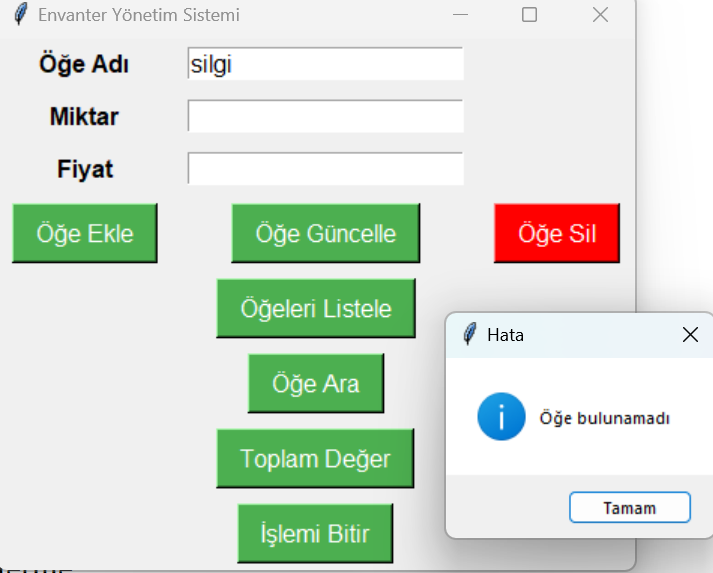 Envanter Yönetim Sistemi
Öğe Adı silgi
Miktar
Fiyat
Öğe Ekle Öğe Güncelle Öğe Sil
Öğeleri Listele
Öğe Ara
Toplam Değer
İşlemi Bitir
Hata
Öğe bulunamadı
Tamam